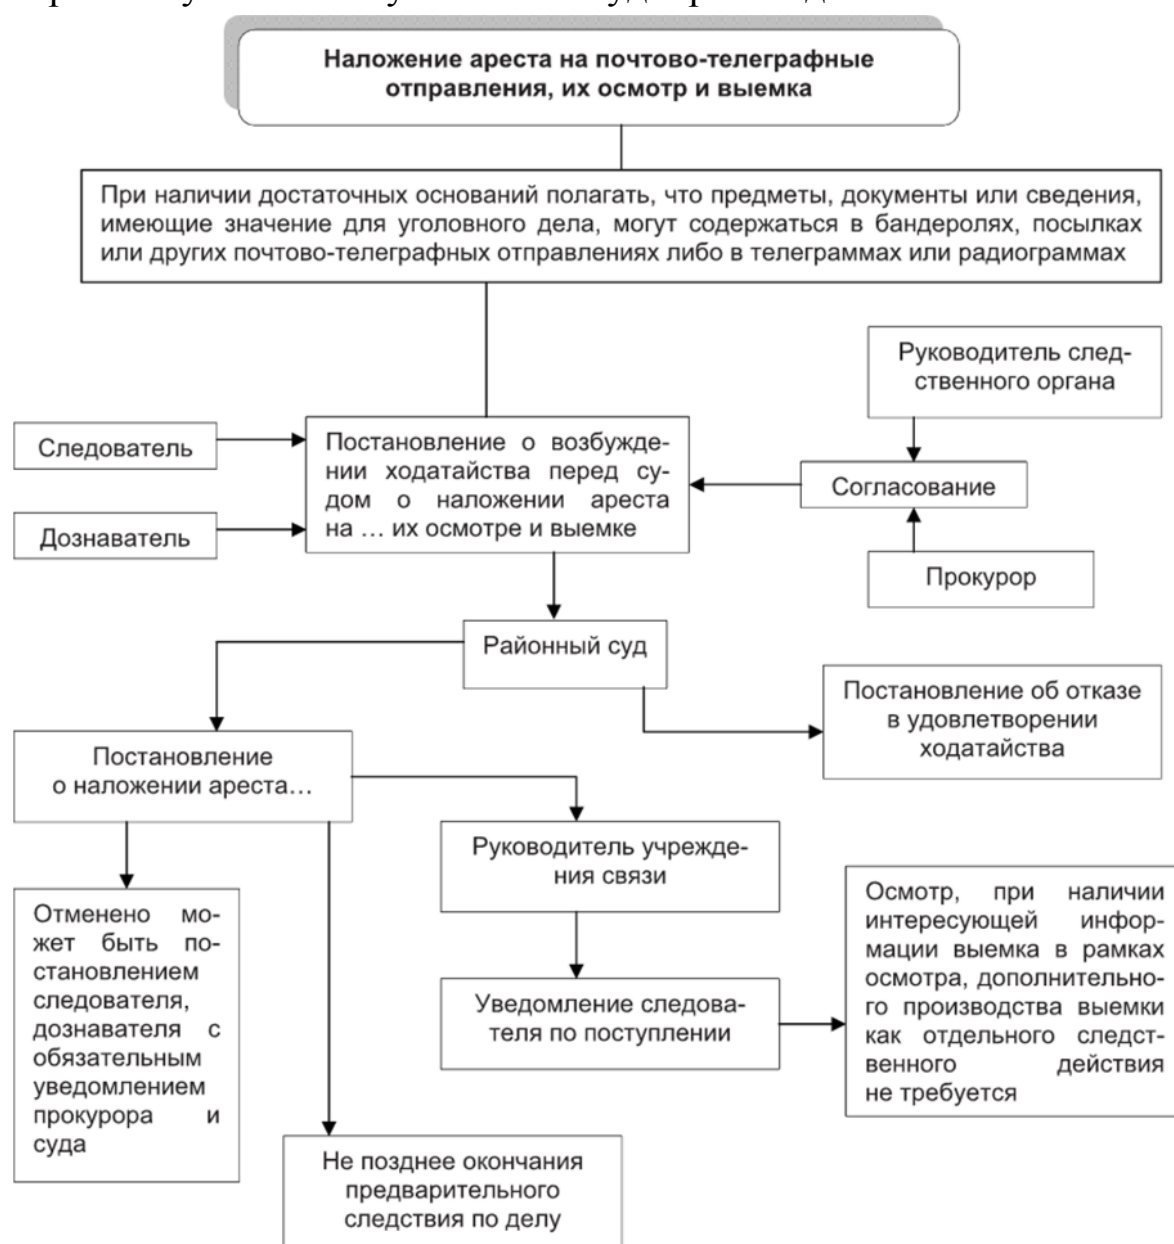 Наложение ареста на почтово-телеграфные
отправления, их осмотр и выемка
При наличии достаточных оснований полагать, что предметы, документы или сведения,
имеющие значение для уголовного дела, могут содержаться в бандеролях, посылках
или других почтово-телеграфных отправлениях либо в телеграммах или радиограммах
Руководитель след-
ственного органа
Следователь
Постановление о возбужде-
нии ходатайства перед су-
дом о наложении ареста
на … их осмотре и выемке
Согласование
Дознаватель
Прокурор
Районный суд
Постановление об отказе
в удовлетворении
ходатайства
Постановление
о наложении ареста…
Руководитель учрежде-
ния связи
Отменено мо-
жет быть по-
становлением
следователя,
дознавателя с
обязательным
уведомлением
прокурора и
суда
Уведомление следова-
теля по поступлении
Осмотр, при наличии
интересующей инфор-
мации выемка в рамках
осмотра, дополнительно-
го производства выемки
как отдельного следст-
венного действия
не требуется
Не позднее окончания
предварительного
следствия по делу